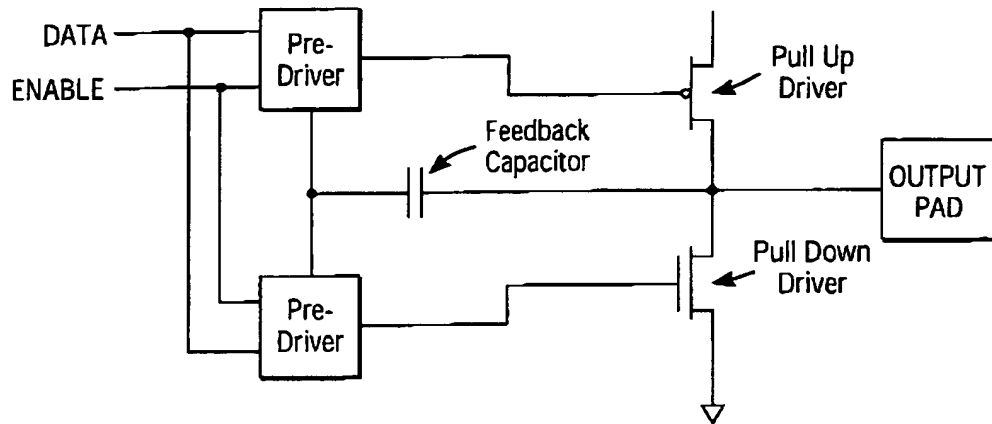 DATA
ENABLE
Pre-
Driver
Pull Up
Driver
Feedback
Capacitor
OUTPUT
PAD
Pull Down
Driver
Pre-
Driver